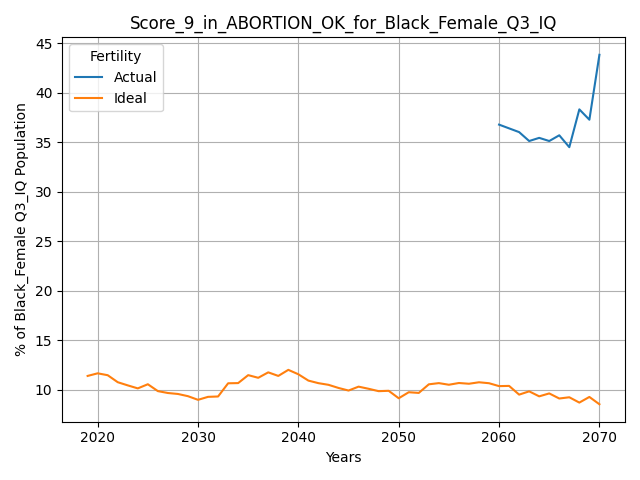 Score_9_in_ABORTION_OK_for_Black_Female_Q3_IQ
% of Black_Female Q3_IQ Population
45
40
35
30
25
20
15
10
Fertility
Actual
Ideal
2020 2030 2040 2050 2060 2070
Years